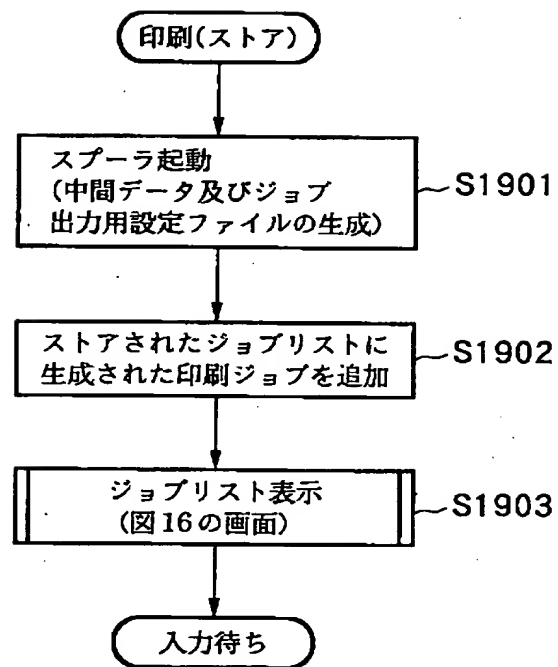 印刷(ストア)
スプーラ起動
(中間データ及びジョブ
出力用設定ファイルの生成)
S1901
ストアされたジョブリストに
生成された印刷ジョブを追加
S1902
ジョブリスト表示
(図16の画面)
S1903
入力待ち